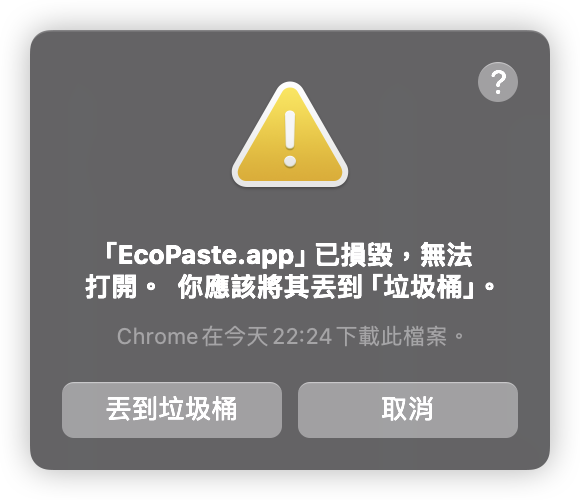 ?
「EcoPaste.app」已損毀，無法
打開。 你應該將其丟到「垃圾桶」。
Chrome 在今天 22:24 下載此檔案。
丟到垃圾桶
取消